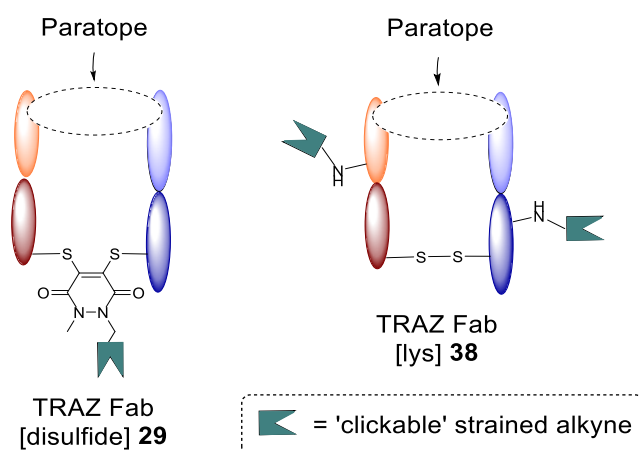 Paratope
Paratope
N
H
H
N
S S
S S
O O
N N
TRAZ Fab
[lys] 38
TRAZ Fab
[disulfide] 29
= 'clickable' strained alkyne